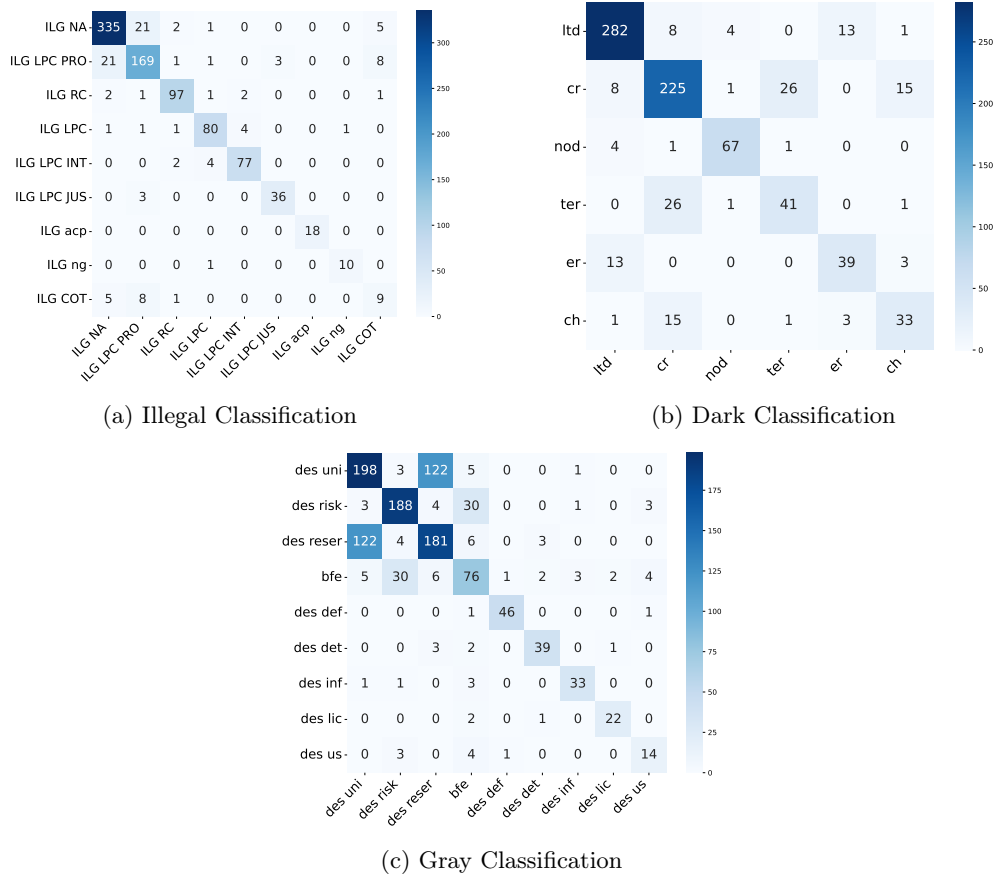 ILG NA 335 21 2 1 0 0 0 0 5
ILG LPC PRO 21 169 1 1 0 3 0 0 8
ILG RC 2 1 97 1 2 0 0 0 1
ILG LPC 1 1 1 80 4 0 0 1 0
ILG LPC INT 0 0 2 4 77 0 0 0 0
ILG LPC JUS 0 3 0 0 0 36 0 0 0
ILG acp 0 0 0 0 0 0 18 0 0
ILG ng 0 0 0 1 0 0 0 10 0
ILG COT 5 8 1 0 0 0 0 0 9
ILG NA ILG LPC PRO ILG RC ILG LPC ILG LPC INT ILG LPC JUS ILG acp ILG ng ILG COT
300
250
200
150
100
50
0
(a) Illegal Classification
ltd 282 8 4 0 13 1
cr 8 225 1 26 0 15
nod 4 1 67 1 0 0
ter 0 26 1 41 0 1
er 13 0 0 0 39 3
ch 1 15 0 1 3 33
ltd cr nod ter er ch
250
200
150
100
50
0
(b) Dark Classification
des uni 198 3 122 5 0 0 1 0 0
des risk 3 188 4 30 0 0 1 0 3
des reser 122 4 181 6 0 3 0 0 0
bfe 5 30 6 76 1 2 3 2 4
des def 0 0 0 1 46 0 0 0 1
des det 0 0 3 2 0 39 0 1 0
des inf 1 1 0 3 0 0 33 0 0
des lic 0 0 0 2 0 1 0 22 0
des us 0 3 0 4 1 0 0 0 14
des uni des risk des reser bfe des def des det des inf des lic des us
175
150
125
100
75
50
25
0
(c) Gray Classification